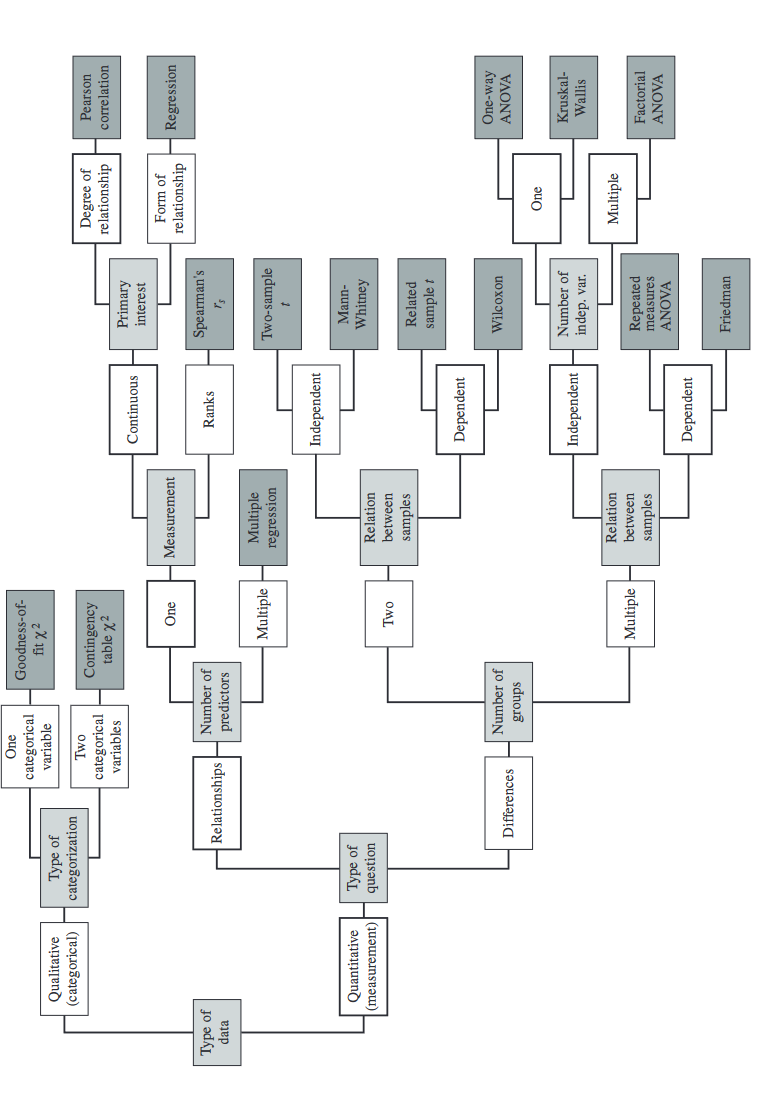 Type of
data
Qualitative
(categorical)
Type of
categorization
One
categorical
variable
Goodness-of-
fit χ²
Two
categorical
variables
Contingency
table χ²
Quantitative
(measurement)
Type of
question
Relationships
Number of
predictors
One
Measurement
Continuous
Primary
interest
Degree of
relationship
Pearson
correlation
Form of
relationship
Regression
Ranks
Spearman's
rₛ
Multiple
Multiple
regression
Differences
Number of
groups
Two
Relation
between
samples
Independent
Two-sample
t
Mann-
Whitney
Dependent
Related
sample t
Wilcoxon
Multiple
Relation
between
samples
Independent
Number of
indep. var.
One
One-way
ANOVA
Kruskal-
Wallis
Multiple
Factorial
ANOVA
Dependent
Repeated
measures
ANOVA
Friedman